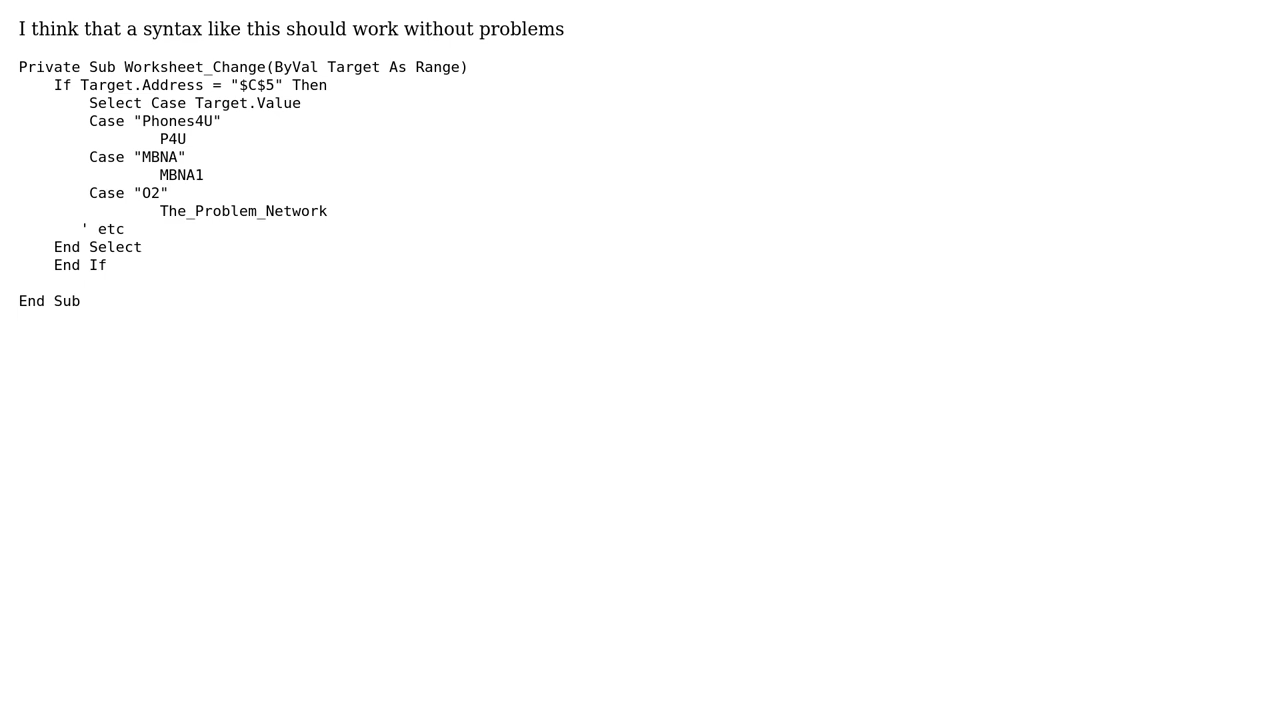 I think that a syntax like this should work without problems
Private Sub Worksheet_Change(ByVal Target As Range)
    If Target.Address = "$C$5" Then
        Select Case Target.Value
        Case "Phones4U"
                P4U
        Case "MBNA"
                MBNA1
        Case "O2"
                The_Problem_Network
       ' etc
    End Select
    End If

End Sub